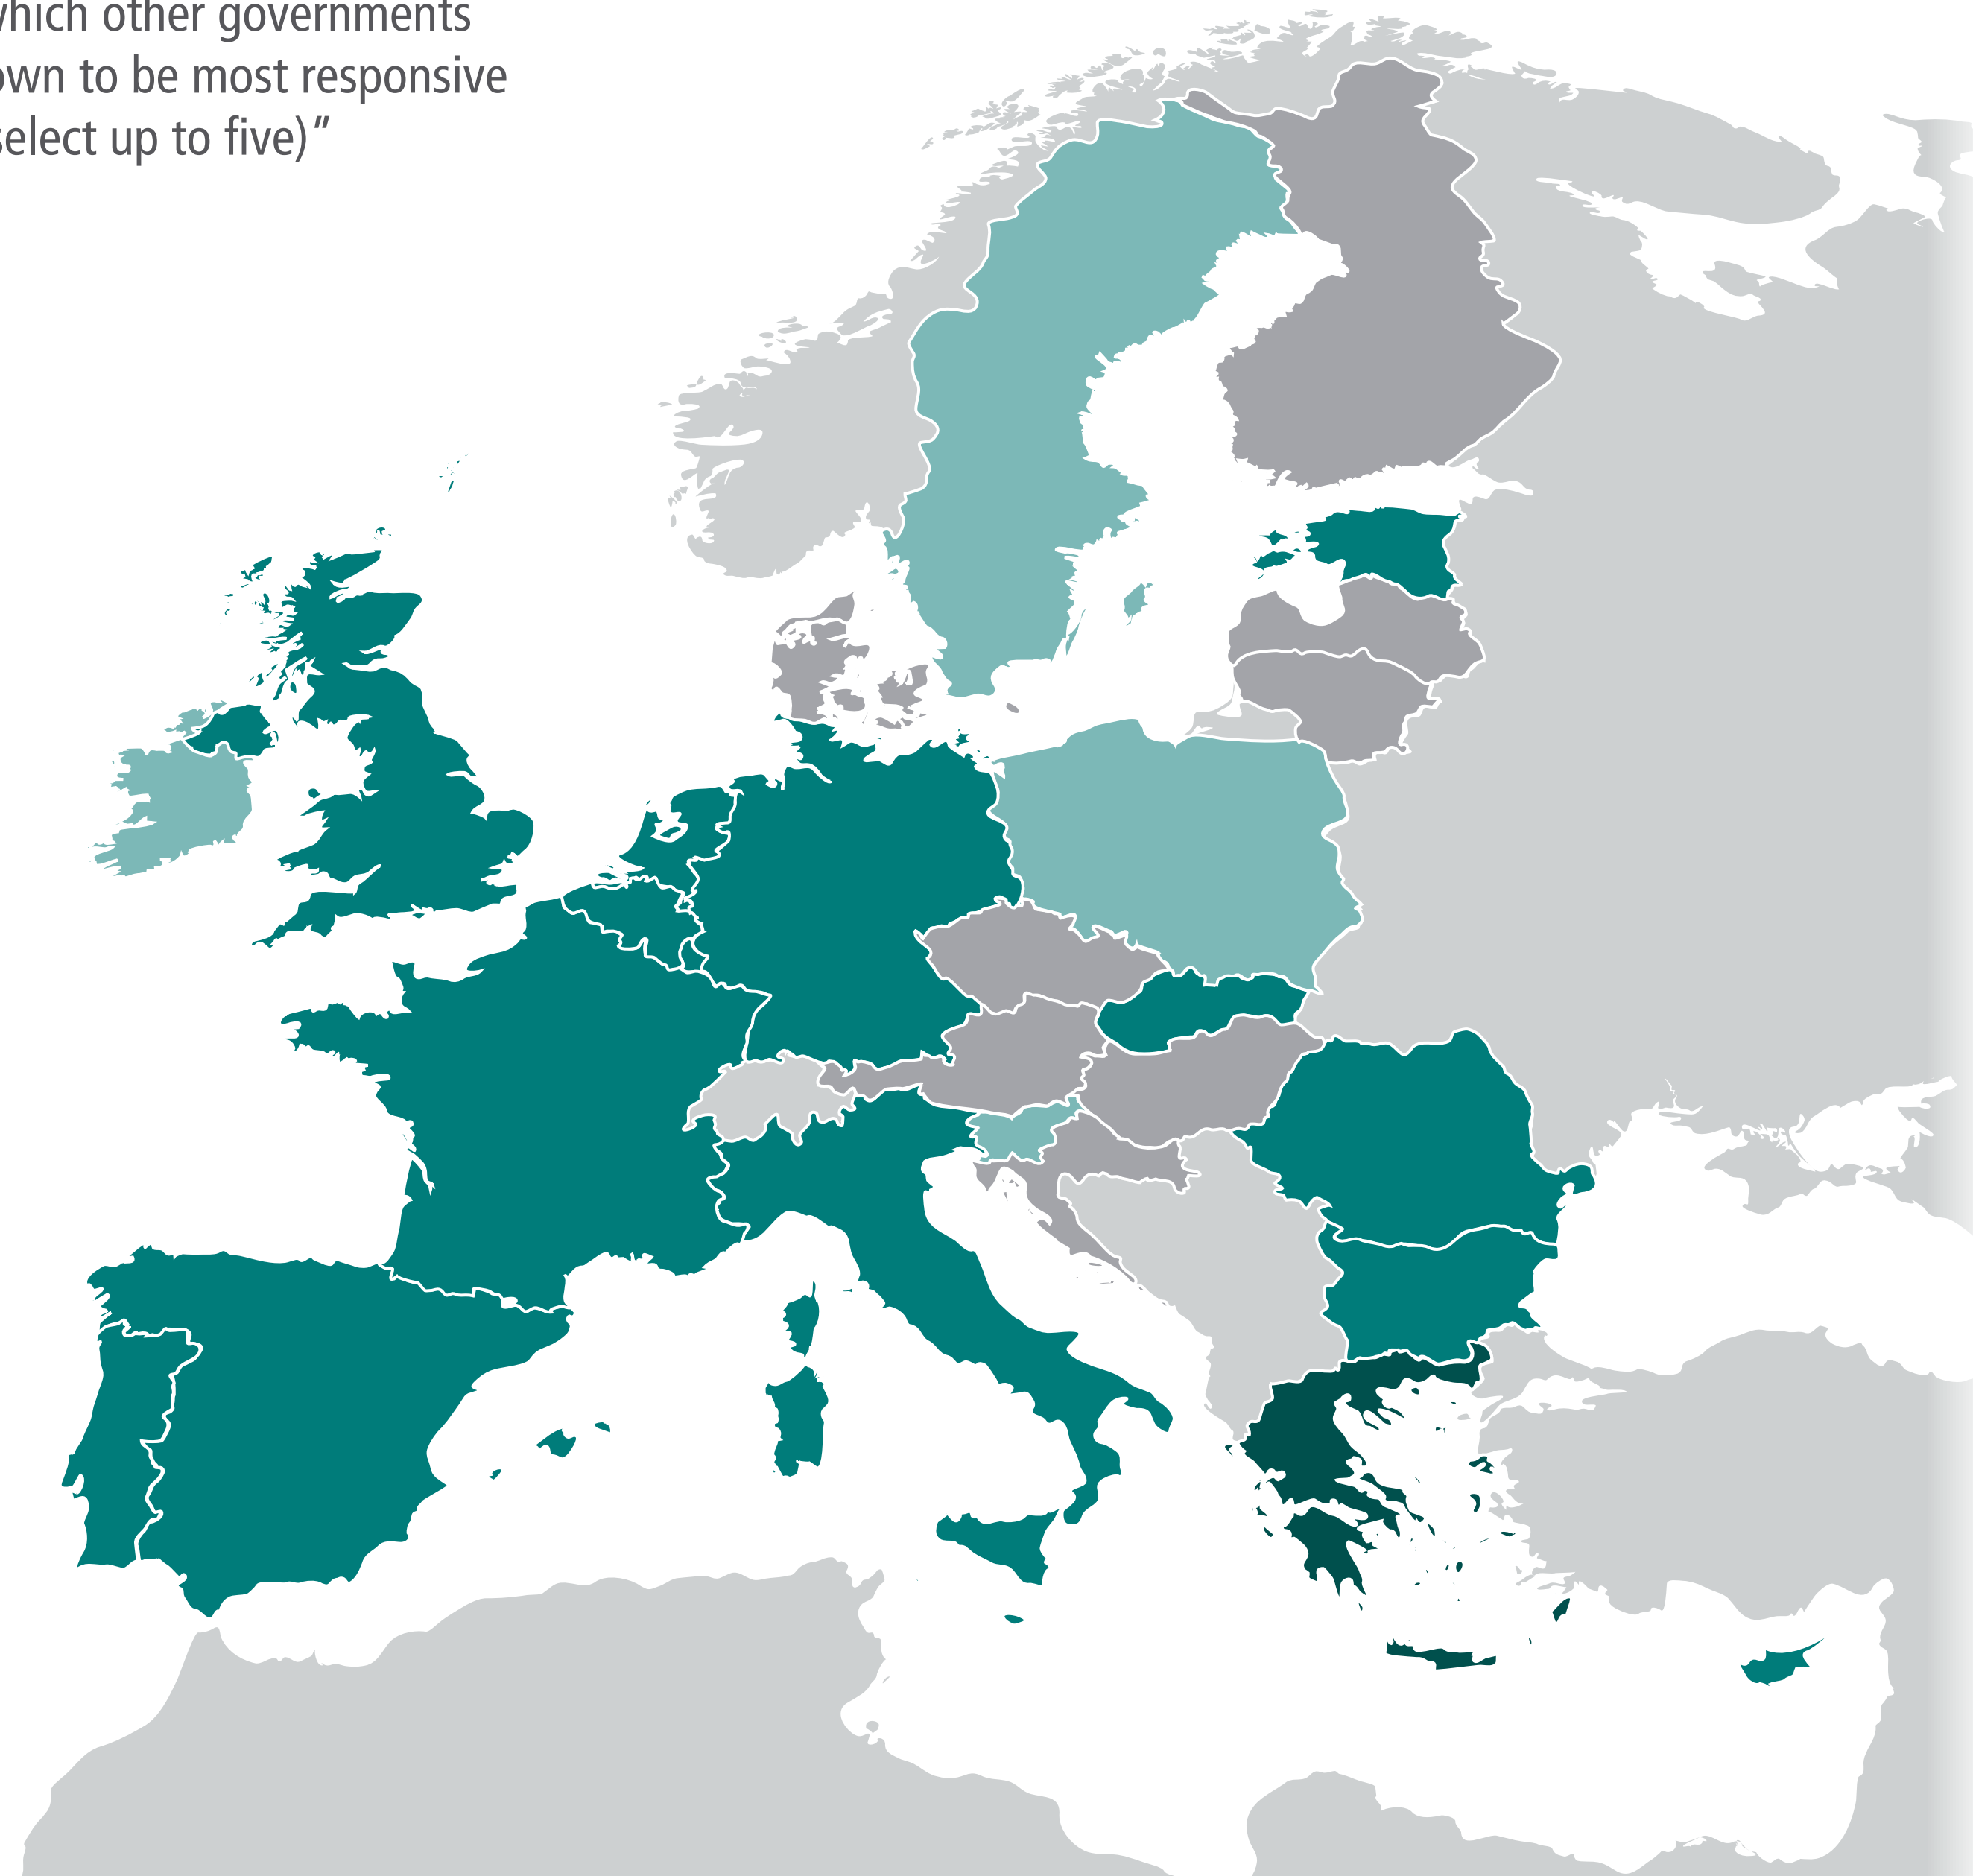 which other governments
own to be most responsive
select up to five)”